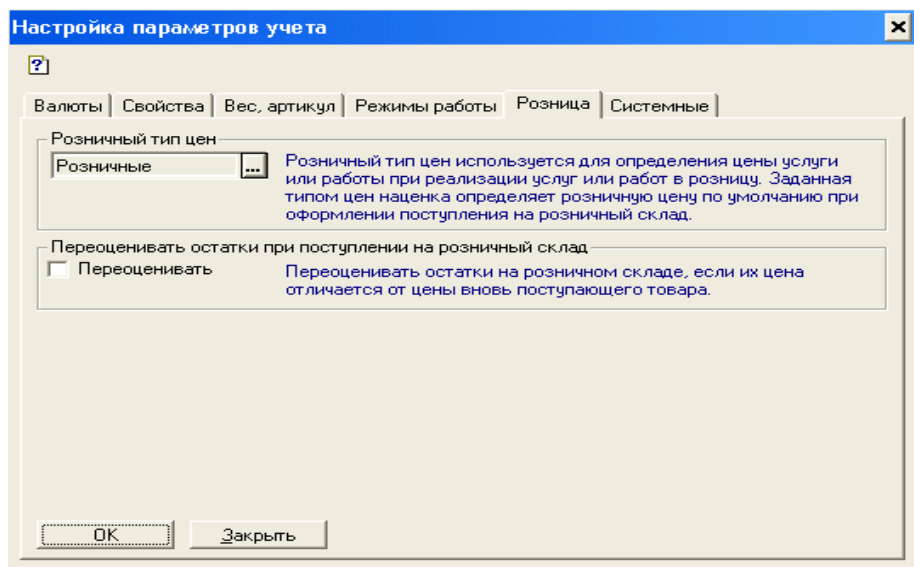 Настройка параметров учета
Валюты Свойства Вес, артикул Режимы работы Розница Системные
Розничный тип цен
Розничные ...
Розничный тип цен используется для определения цены услуги
или работы при реализации услуг или работ в розницу. Заданная
типом цен наценка определяет розничную цену по умолчанию при
оформлении поступления на розничный склад.
Переоценивать остатки при поступлении на розничный склад
Переоценивать
Переоценивать остатки на розничном складе, если их цена
отличается от цены вновь поступающего товара.
OK Закрыть